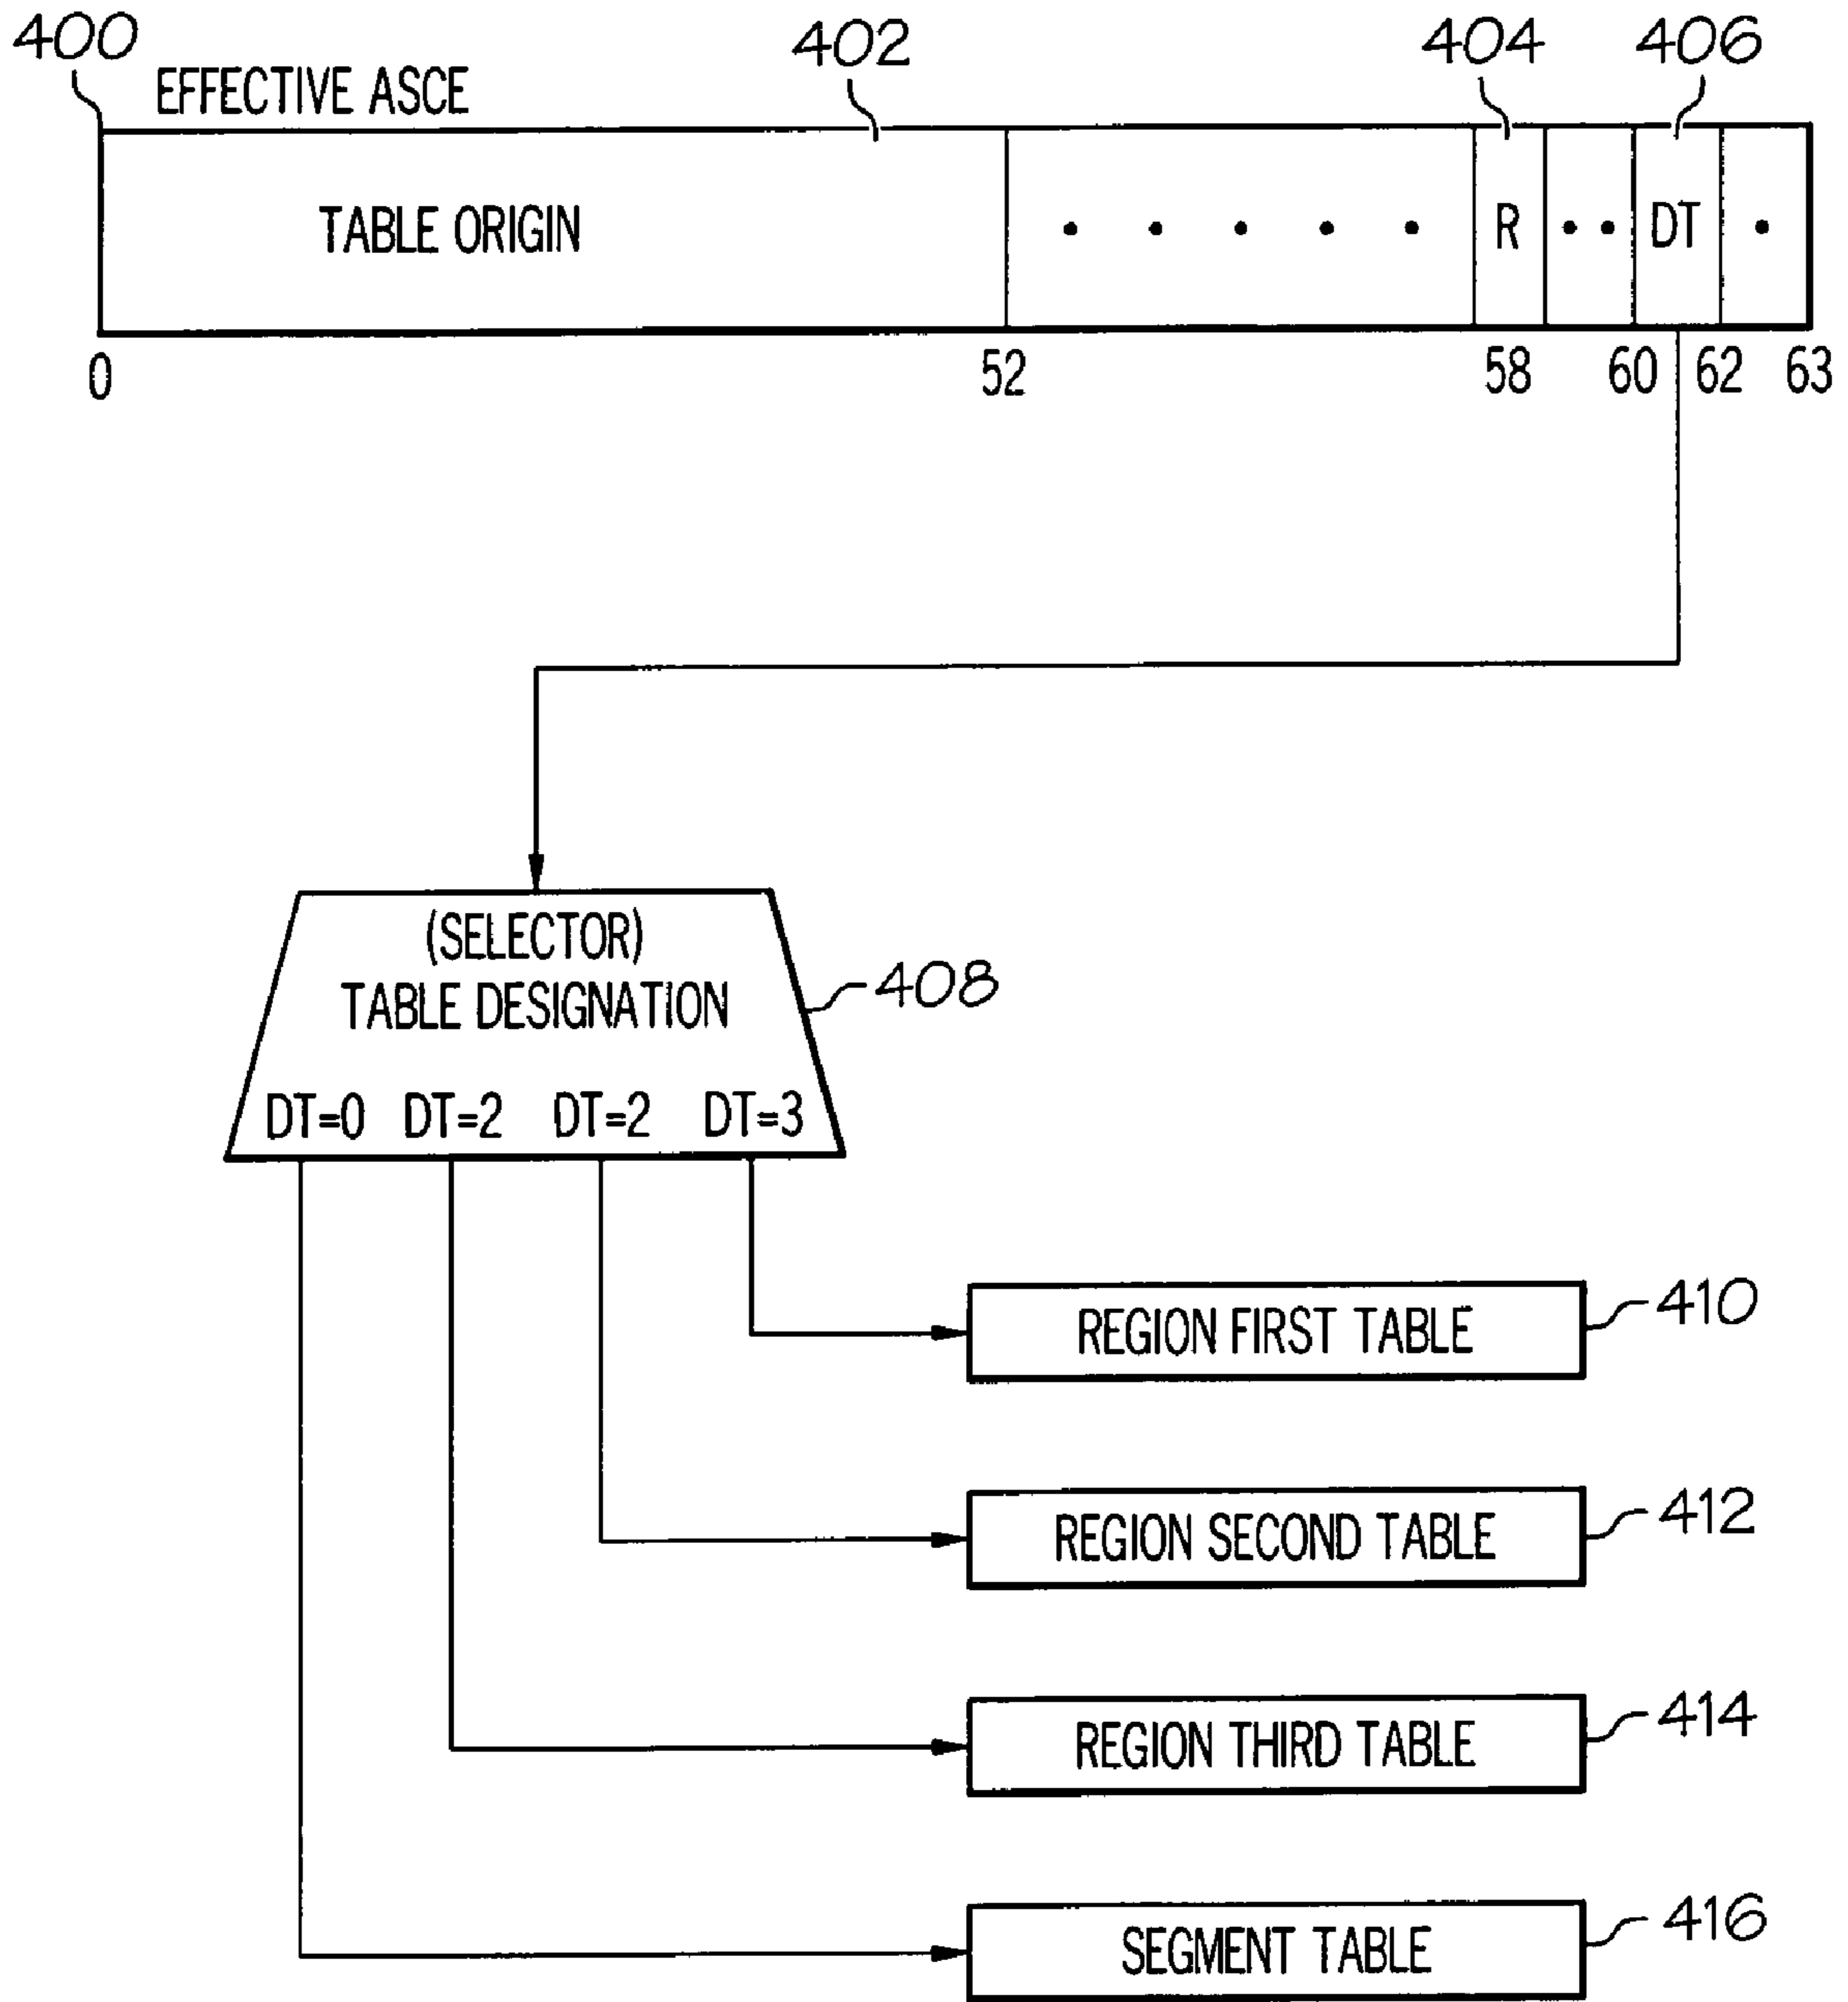 400
402
404
406
EFFECTIVE ASCE
TABLE ORIGIN
R
DT
0
52
58
60
62
63
(SELECTOR)
TABLE DESIGNATION
408
DT=0 DT=2 DT=2 DT=3
REGION FIRST TABLE
410
REGION SECOND TABLE
412
REGION THIRD TABLE
414
SEGMENT TABLE
416